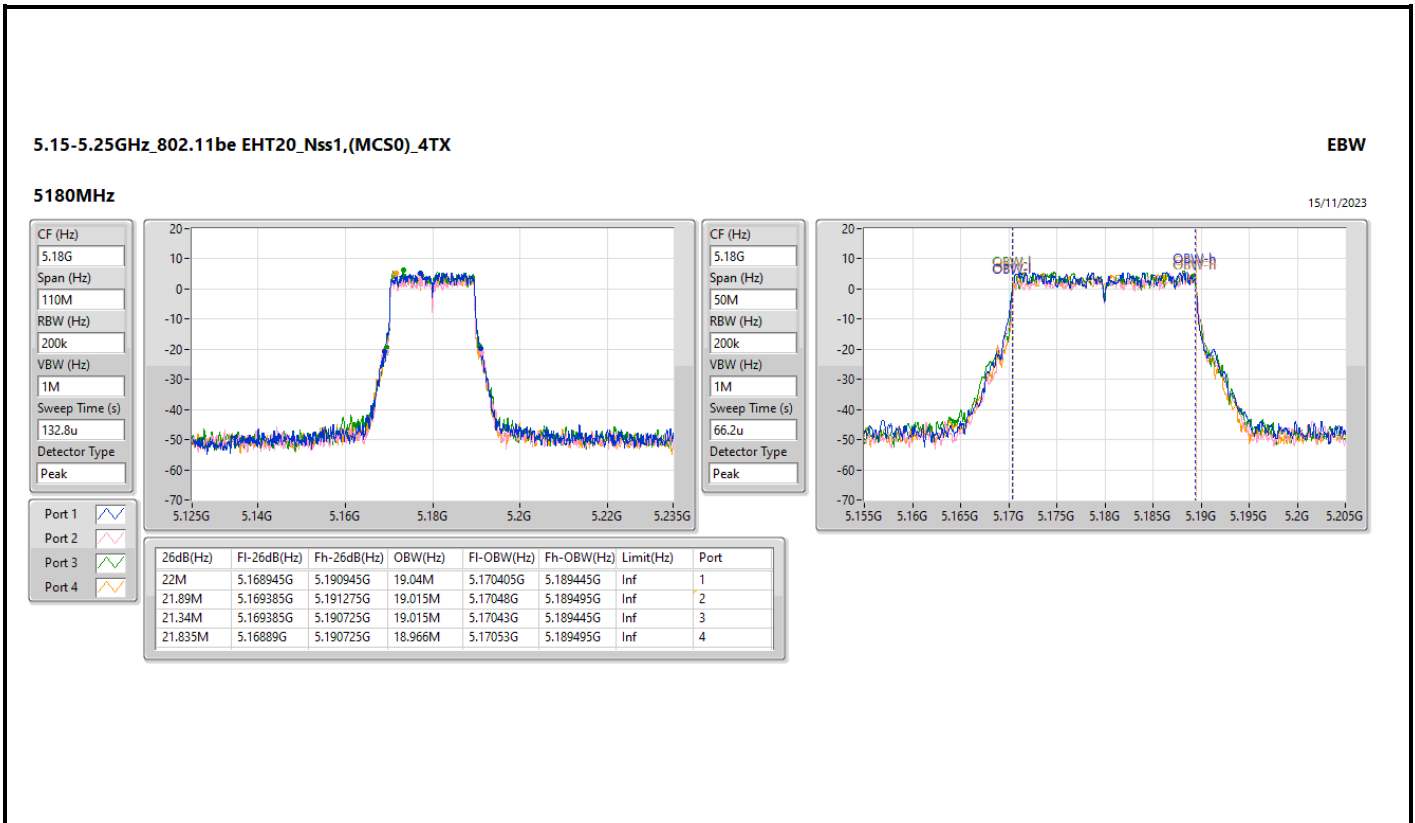 5.15-5.25GHz_802.11be EHT20_Nss1,(MCS0)_4TX
EBW
5180MHz
15/11/2023
CF (Hz)
5.18G
Span (Hz)
110M
RBW (Hz)
200k
VBW (Hz)
1M
Sweep Time (s)
132.8u
Detector Type
Peak
20
10
0
-10
-20
-30
-40
-50
-60
-70
5.125G 5.14G 5.16G 5.18G 5.2G 5.22G 5.235G
CF (Hz)
5.18G
Span (Hz)
50M
RBW (Hz)
200k
VBW (Hz)
1M
Sweep Time (s)
66.2u
Detector Type
Peak
20
10
0
-10
-20
-30
-40
-50
-60
-70
OBW-l OBW-h
5.155G 5.16G 5.165G 5.17G 5.175G 5.18G 5.185G 5.19G 5.195G 5.2G 5.205G
Port 1
Port 2
Port 3
Port 4
26dB(Hz) Fl-26dB(Hz) Fh-26dB(Hz) OBW(Hz) Fl-OBW(Hz) Fh-OBW(Hz) Limit(Hz) Port
22M 5.168945G 5.190945G 19.04M 5.170405G 5.189445G Inf 1
21.89M 5.169385G 5.191275G 19.015M 5.17048G 5.189495G Inf 2
21.34M 5.169385G 5.190725G 19.015M 5.17043G 5.189445G Inf 3
21.835M 5.16889G 5.190725G 18.966M 5.17053G 5.189495G Inf 4